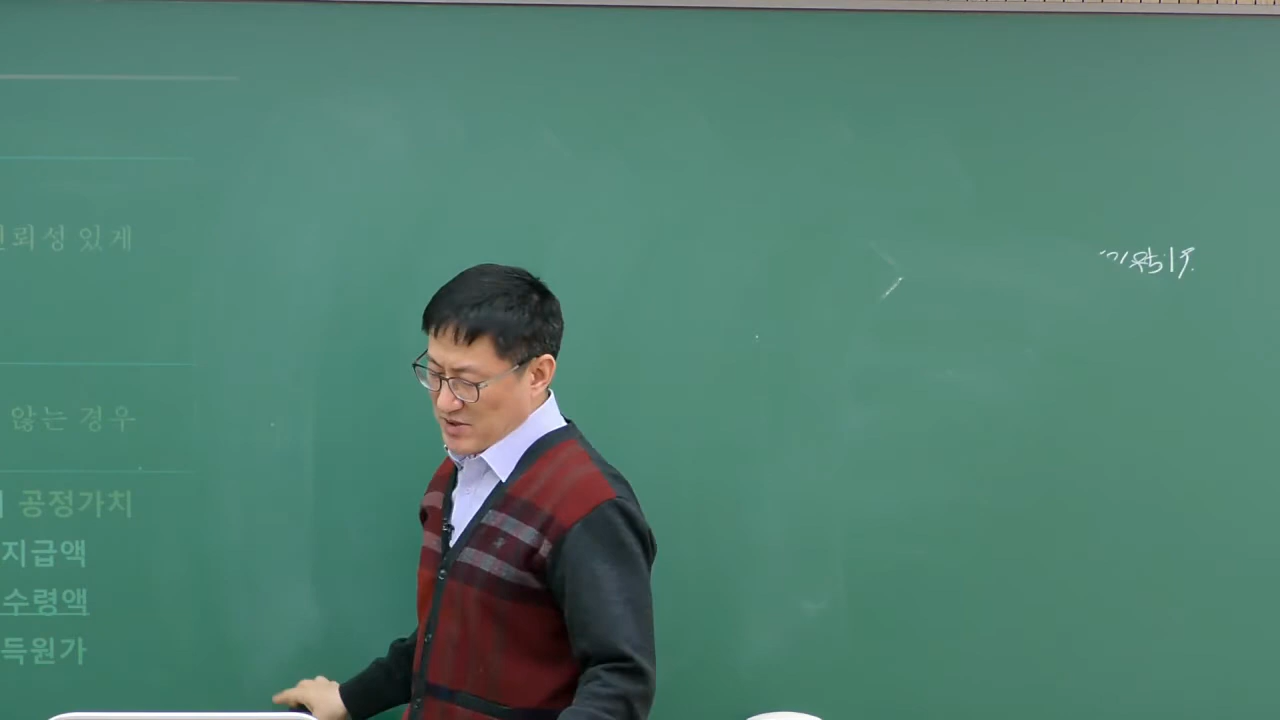 뢰성 있게
않는 경우
공정가치
지급액
수령액
득원가